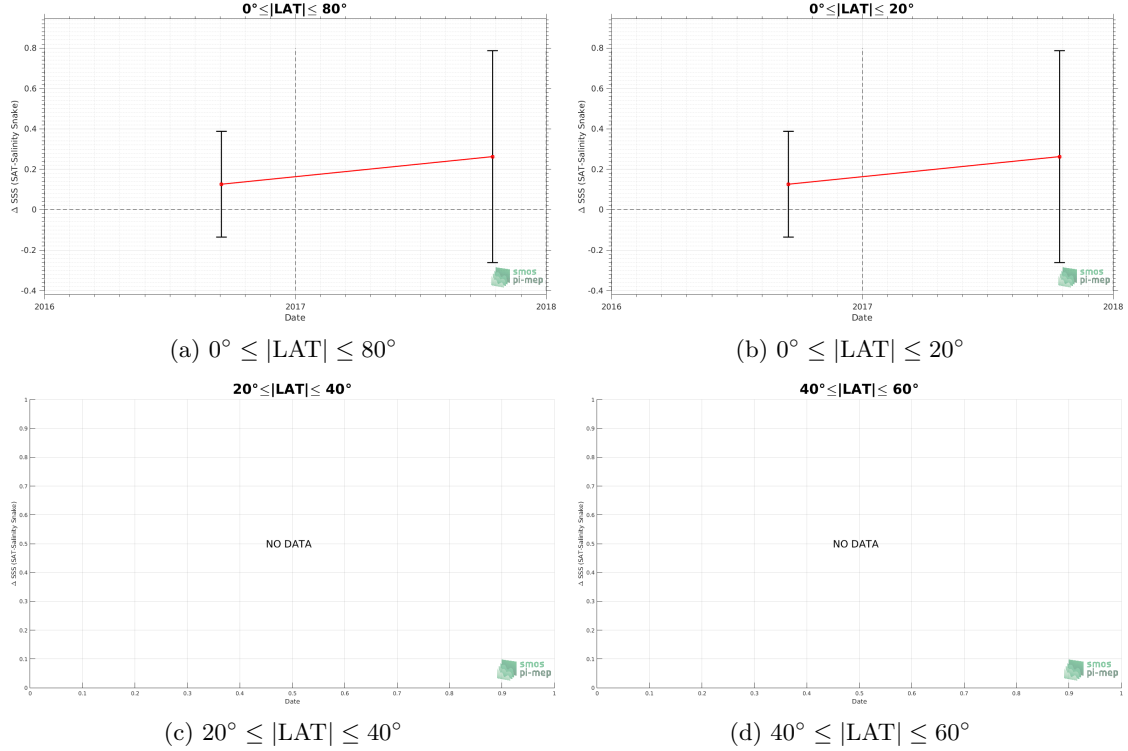 0°≤|LAT|≤ 80°
Δ SSS (SAT-Salinity Snake)
0.8
0.6
0.4
0.2
0
-0.2
-0.4
2016
2017
2018
Date
smos
pi-mep
(a) 0° ≤ |LAT| ≤ 80°
0°≤|LAT|≤ 20°
Δ SSS (SAT-Salinity Snake)
0.8
0.6
0.4
0.2
0
-0.2
-0.4
2016
2017
2018
Date
smos
pi-mep
(b) 0° ≤ |LAT| ≤ 20°
20°≤|LAT|≤ 40°
Δ SSS (SAT-Salinity Snake)
1
0.9
0.8
0.7
0.6
0.5
0.4
0.3
0.2
0.1
0
NO DATA
0 0.1 0.2 0.3 0.4 0.5 0.6 0.7 0.8 0.9 1
Date
smos
pi-mep
(c) 20° ≤ |LAT| ≤ 40°
40°≤|LAT|≤ 60°
Δ SSS (SAT-Salinity Snake)
1
0.9
0.8
0.7
0.6
0.5
0.4
0.3
0.2
0.1
0
NO DATA
0 0.1 0.2 0.3 0.4 0.5 0.6 0.7 0.8 0.9 1
Date
smos
pi-mep
(d) 40° ≤ |LAT| ≤ 60°